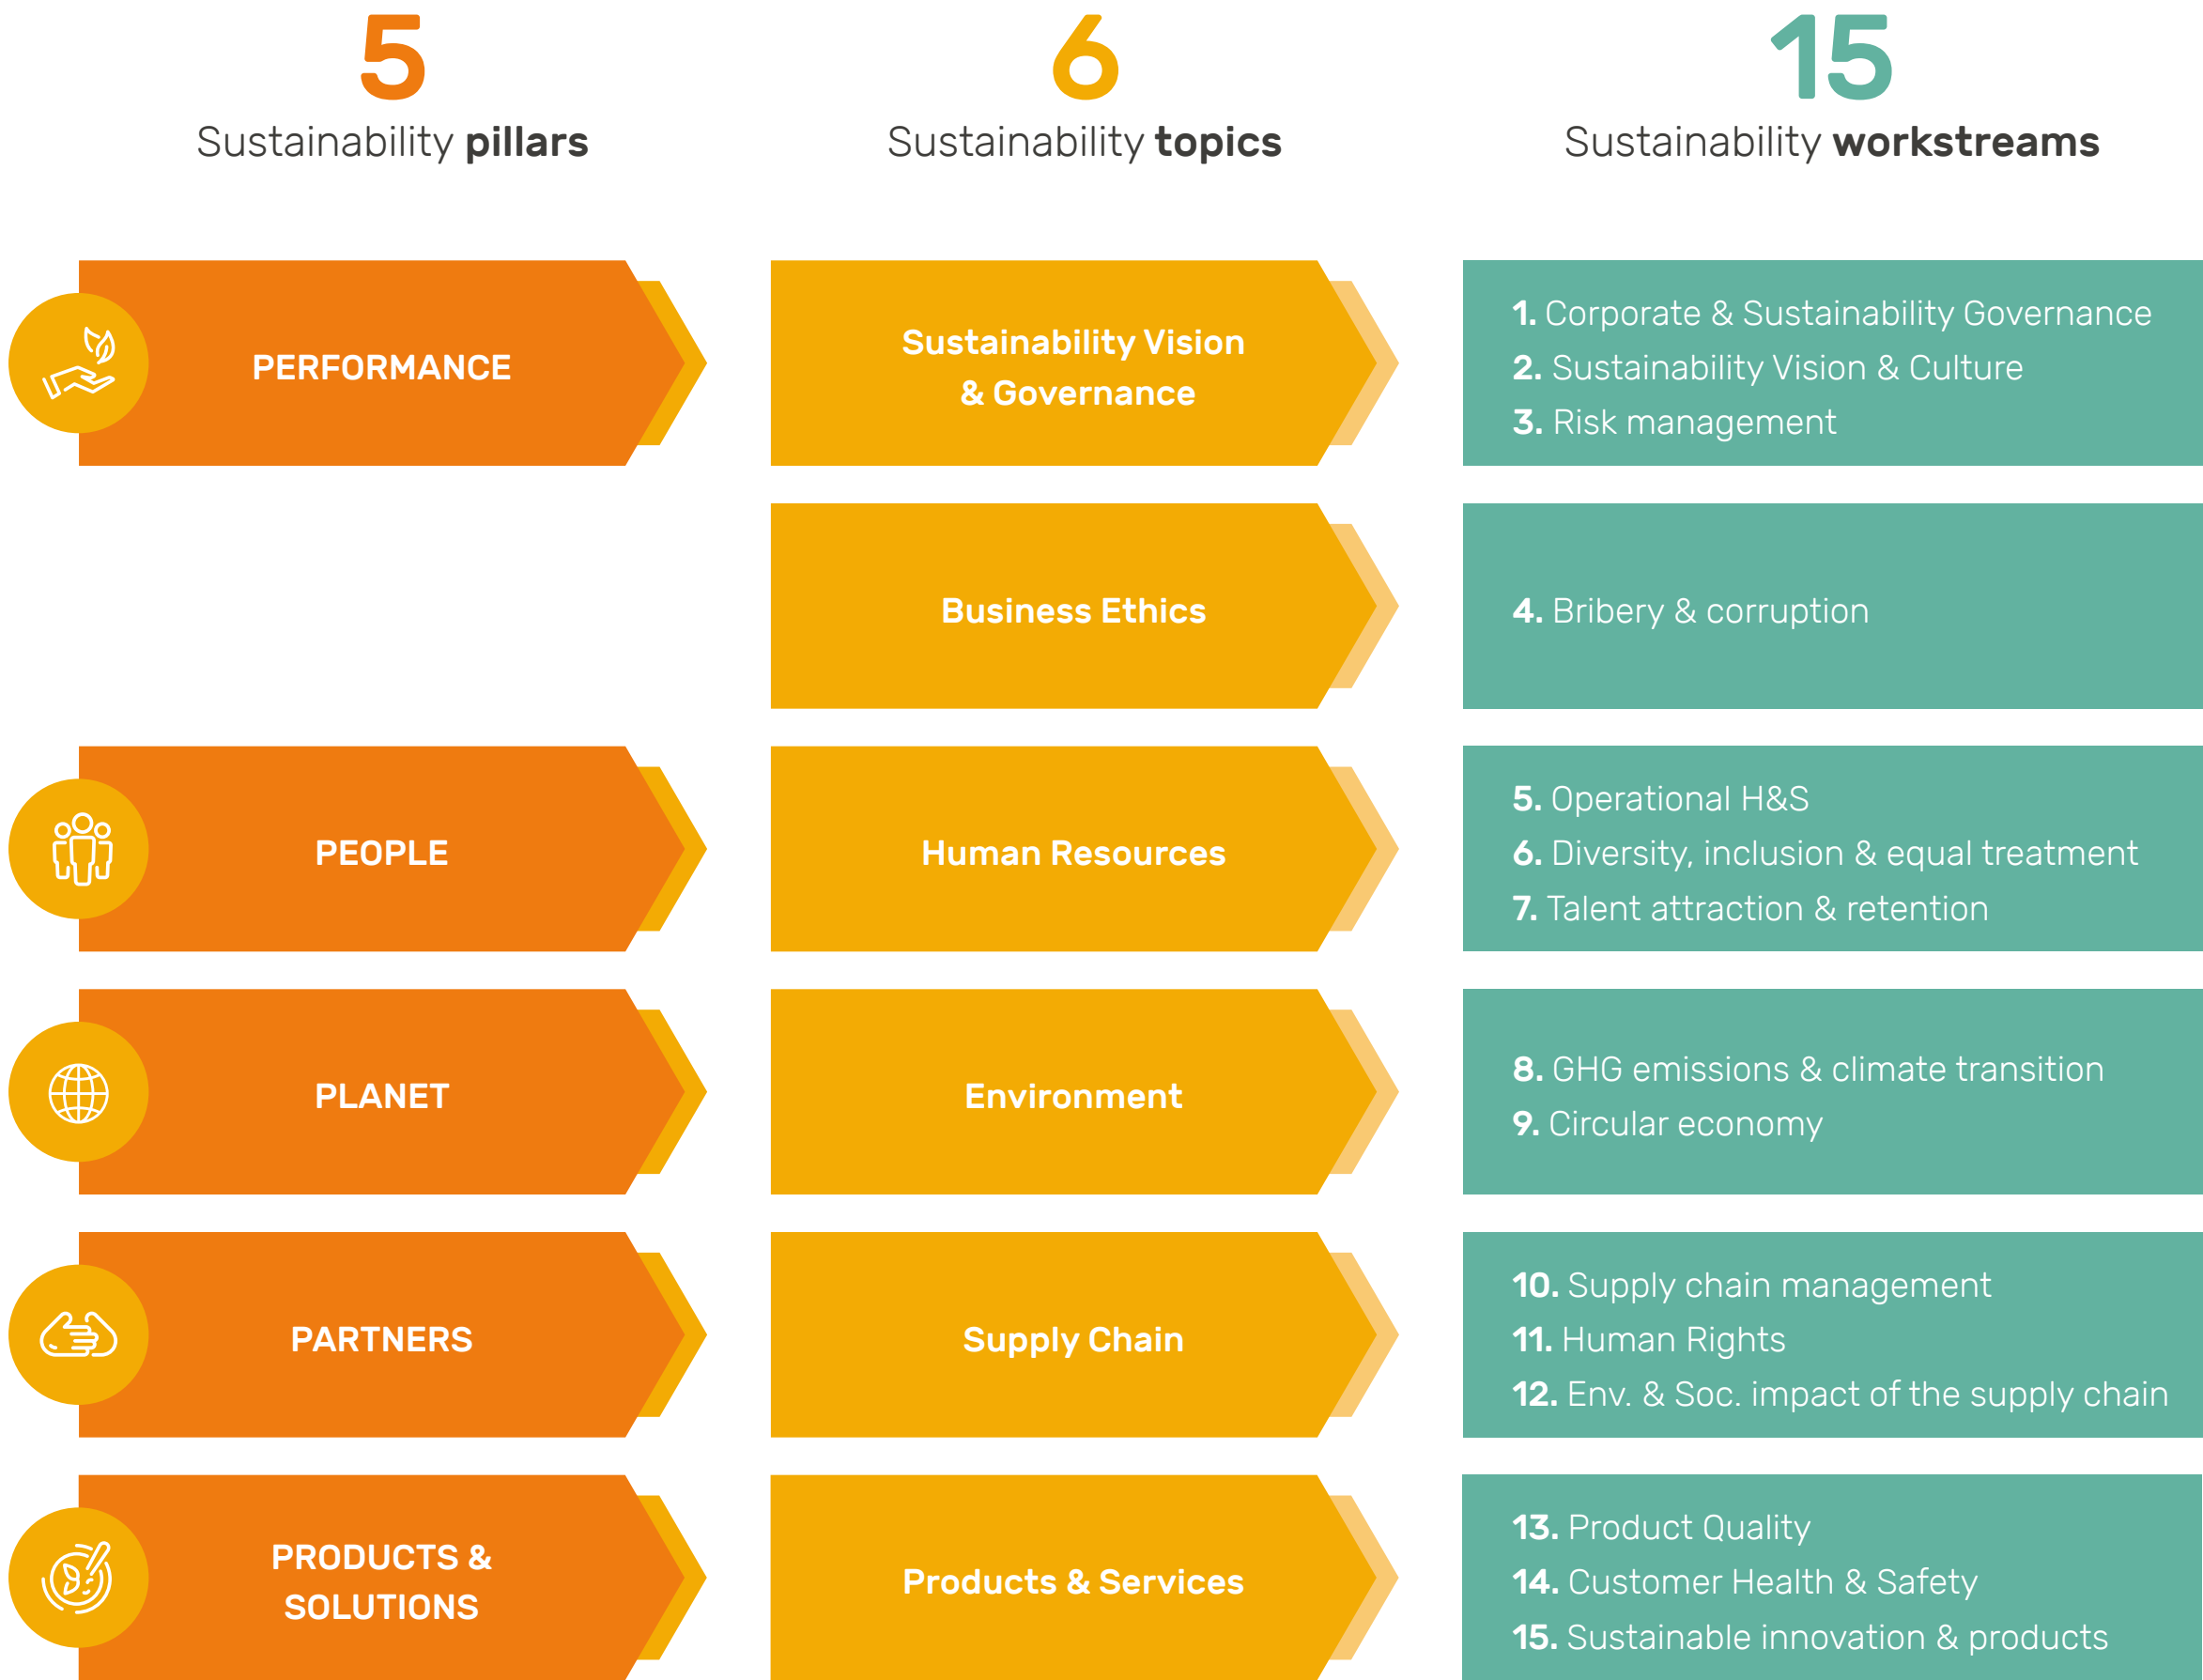 5
Sustainability pillars
6
Sustainability topics
15
Sustainability workstreams
PERFORMANCE
Sustainability Vision
& Governance
1. Corporate & Sustainability Governance
2. Sustainability Vision & Culture
3. Risk management
Business Ethics
4. Bribery & corruption
PEOPLE
Human Resources
5. Operational H&S
6. Diversity, inclusion & equal treatment
7. Talent attraction & retention
PLANET
Environment
8. GHG emissions & climate transition
9. Circular economy
PARTNERS
Supply Chain
10. Supply chain management
11. Human Rights
12. Env. & Soc. impact of the supply chain
PRODUCTS &
SOLUTIONS
Products & Services
13. Product Quality
14. Customer Health & Safety
15. Sustainable innovation & products